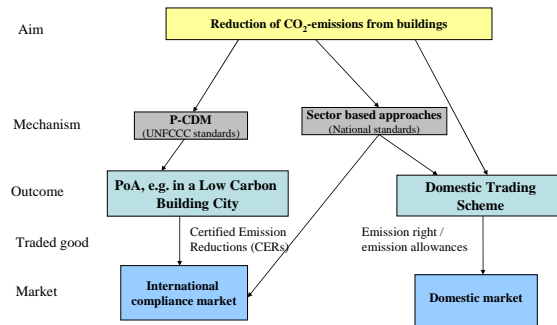 Aim
Reduction of CO₂-emissions from buildings
Mechanism
P-CDM
(UNFCCC standards)
Sector based approaches
(National standards)
Outcome
PoA, e.g. in a Low Carbon
Building City
Domestic Trading
Scheme
Traded good
Certified Emission
Reductions (CERs)
Emission right /
emission allowances
Market
International
compliance market
Domestic market